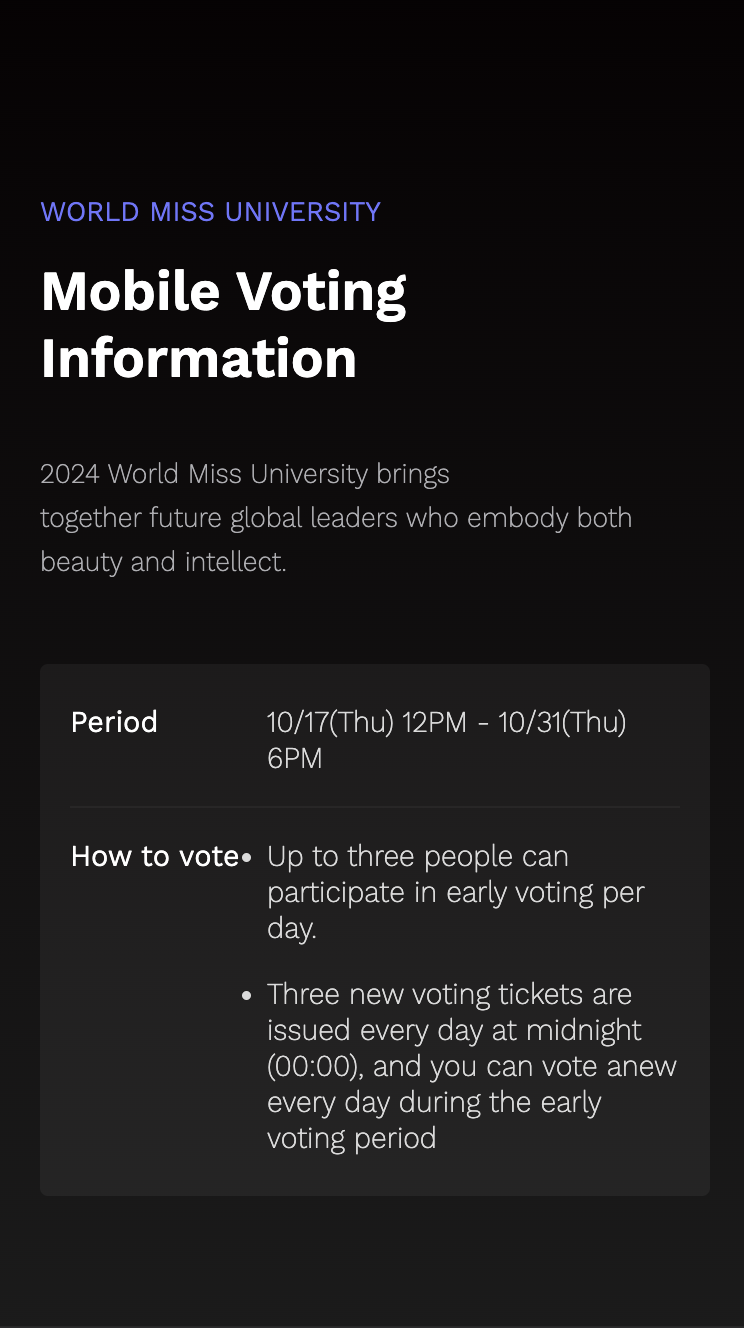 WORLD MISS UNIVERSITY
Mobile Voting
Information
2024 World Miss University brings
together future global leaders who embody both
beauty and intellect.
Period
10/17(Thu) 12PM - 10/31(Thu)
6PM
How to vote
• Up to three people can
participate in early voting per
day.
• Three new voting tickets are
issued every day at midnight
(00:00), and you can vote anew
every day during the early
voting period